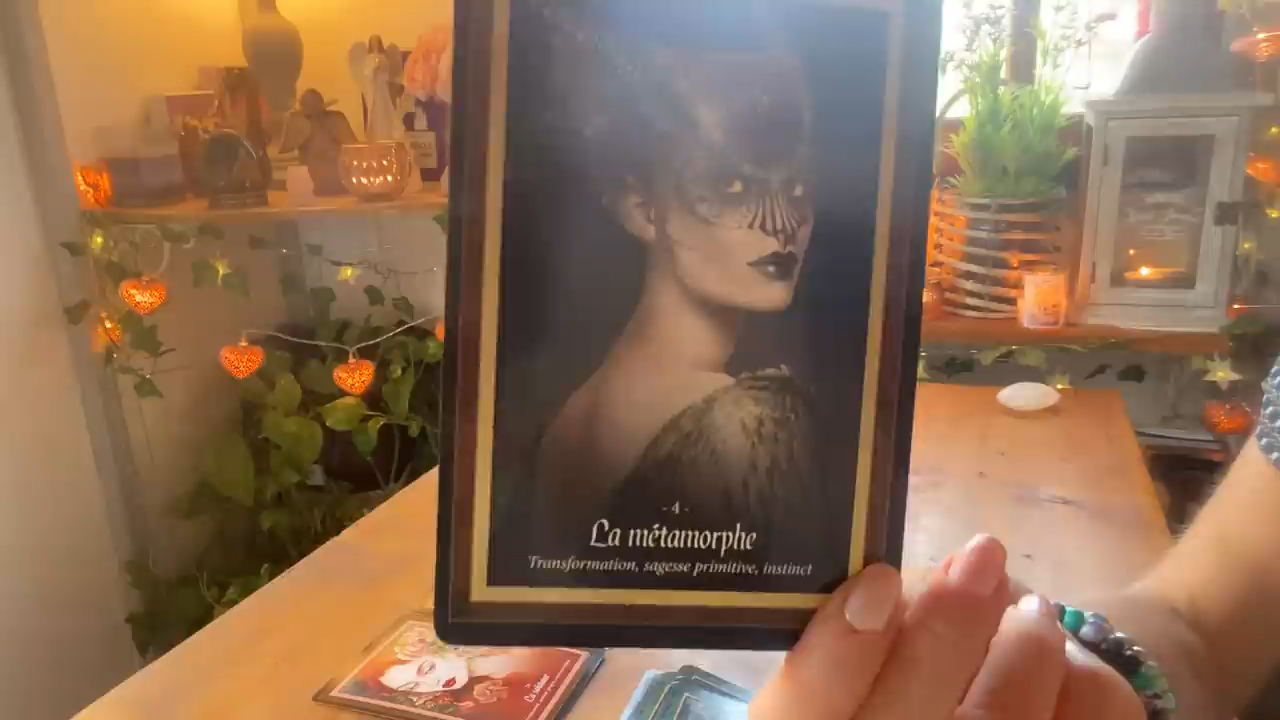 - 4 -
La métamorphe
Transformation, sagesse primitive, instinct